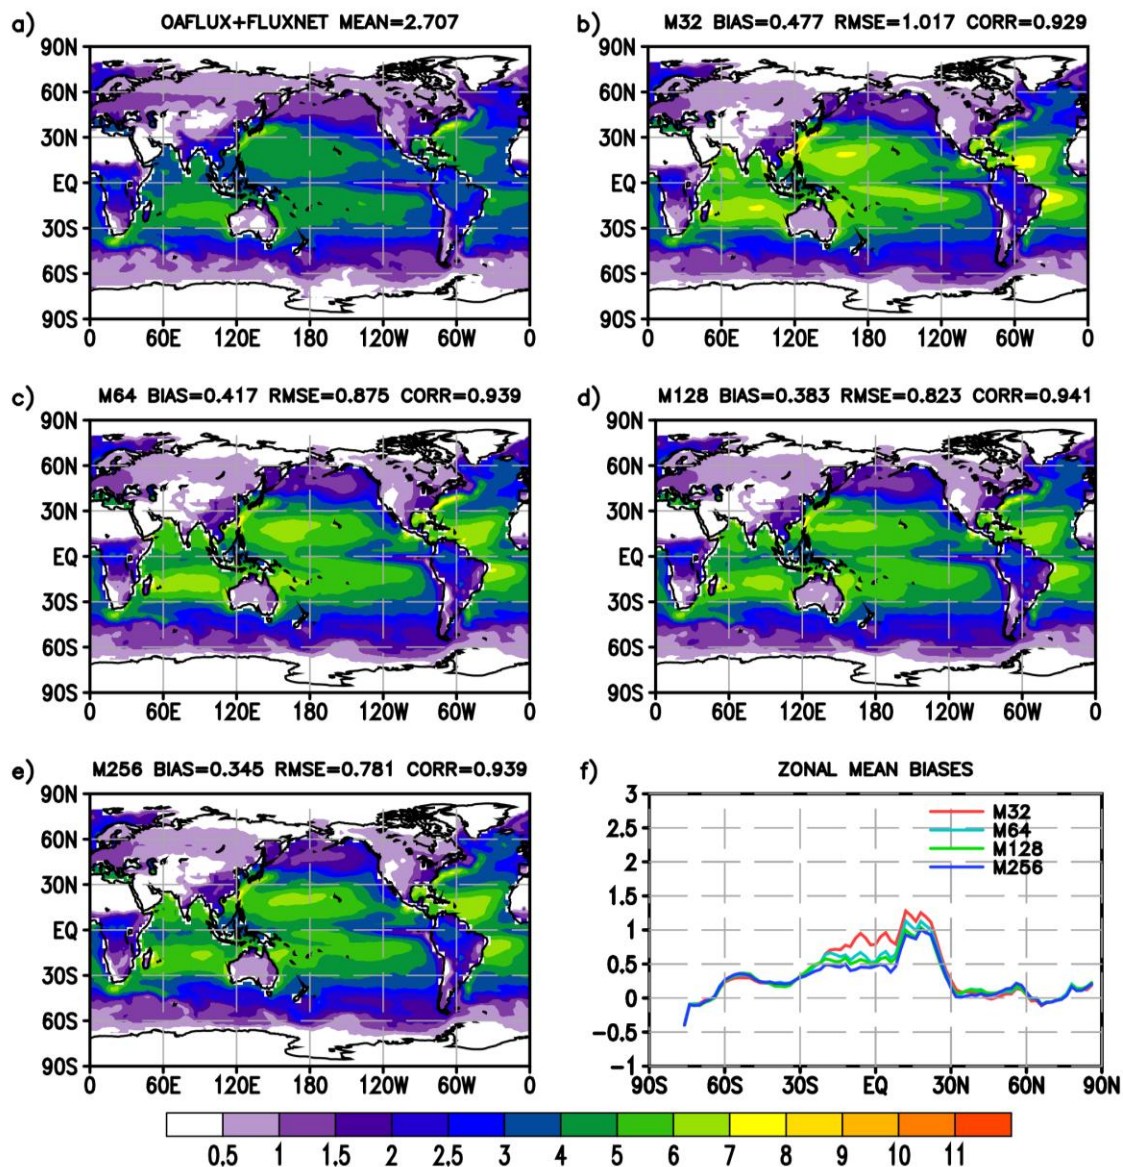 a) OAFLUX+FLUXNET MEAN=2.707
90N
60N
30N
EQ
30S
60S
90S
0 60E 120E 180 120W 60W 0
b) M32 BIAS=0.477 RMSE=1.017 CORR=0.929
90N
60N
30N
EQ
30S
60S
90S
0 60E 120E 180 120W 60W 0
c) M64 BIAS=0.417 RMSE=0.875 CORR=0.939
90N
60N
30N
EQ
30S
60S
90S
0 60E 120E 180 120W 60W 0
d) M128 BIAS=0.383 RMSE=0.823 CORR=0.941
90N
60N
30N
EQ
30S
60S
90S
0 60E 120E 180 120W 60W 0
e) M256 BIAS=0.345 RMSE=0.781 CORR=0.939
90N
60N
30N
EQ
30S
60S
90S
0 60E 120E 180 120W 60W 0
f) ZONAL MEAN BIASES
3
2.5
2
1.5
1
0.5
0
-0.5
-1
M32
M64
M128
M256
90S 60S 30S EQ 30N 60N 90N
0.5 1 1.5 2 2.5 3 4 5 6 7 8 9 10 11